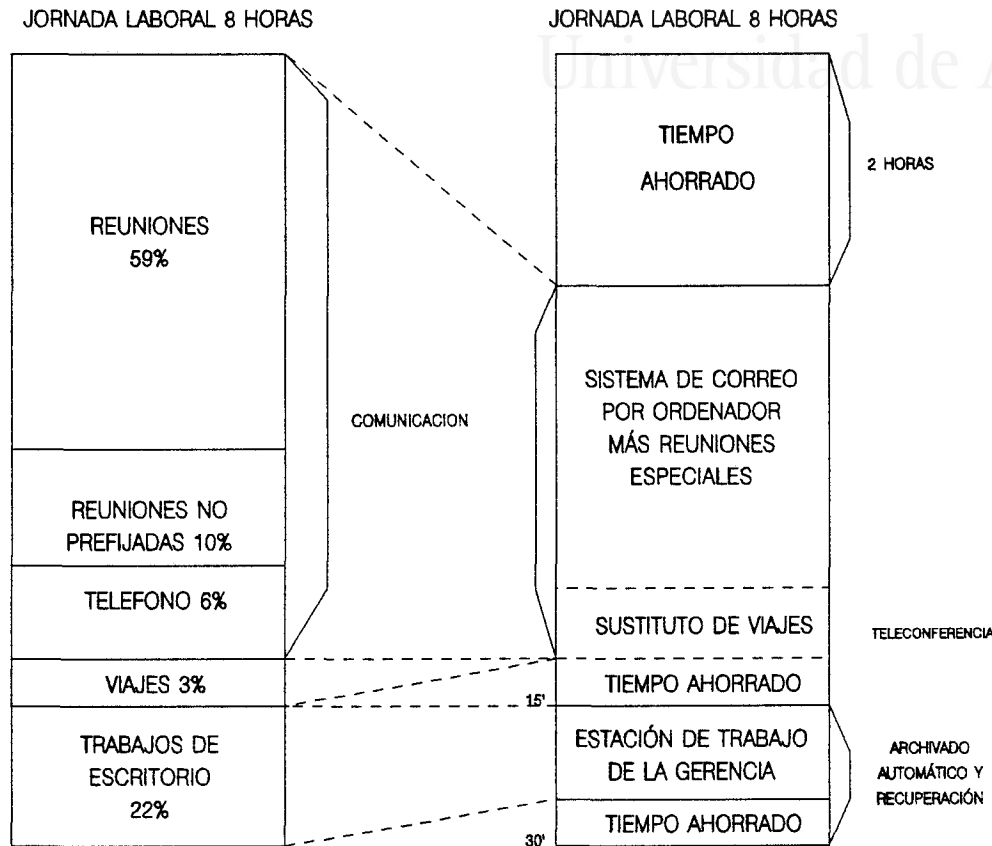 JORNADA LABORAL 8 HORAS
REUNIONES
59%
REUNIONES NO
PREFIJADAS 10%
TELEFONO 6%
VIAJES 3%
TRABAJOS DE
ESCRITORIO
22%
COMUNICACION
JORNADA LABORAL 8 HORAS
Universidad de A
TIEMPO
AHORRADO
2 HORAS
SISTEMA DE CORREO
POR ORDENADOR
MÁS REUNIONES
ESPECIALES
SUSTITUTO DE VIAJES
TELECONFERENCIA
TIEMPO AHORRADO
15'
ESTACIÓN DE TRABAJO
DE LA GERENCIA
ARCHIVADO
AUTOMÁTICO Y
RECUPERACIÓN
TIEMPO AHORRADO
30'